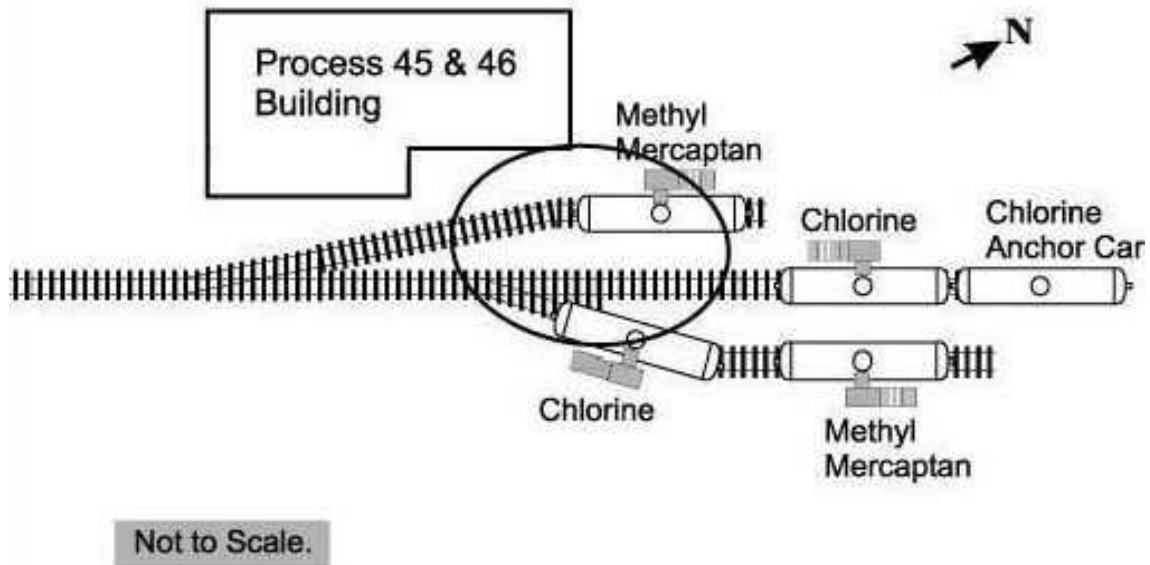 N
Process 45 & 46
Building
Methyl
Mercaptan
Chlorine
Chlorine
Anchor Car
Chlorine
Methyl
Mercaptan
Not to Scale.